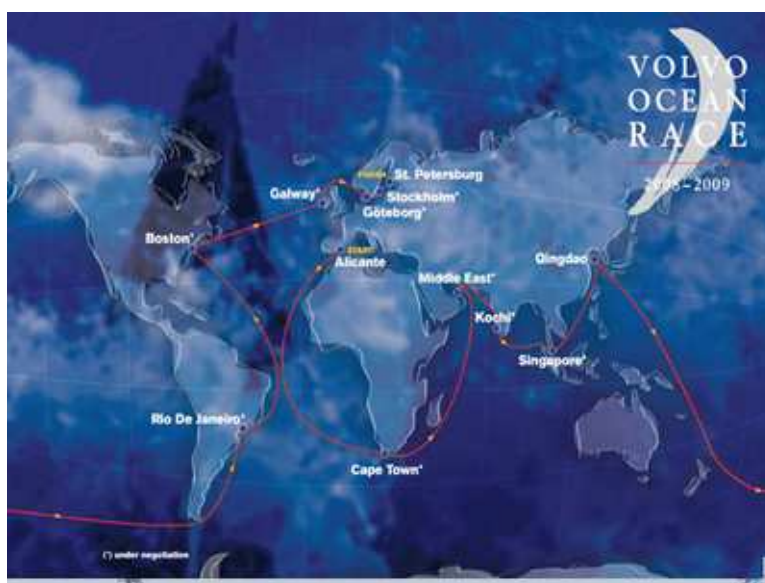 VOLVO
OCEAN
RACE
2008-2009
St. Petersburg
Galway*
Stockholm*
Göteborg*
Boston*
START
Alicante
Middle East*
Qingdao
Kochi*
Singapore*
Rio De Janeiro*
Cape Town*
(*) under negotiation